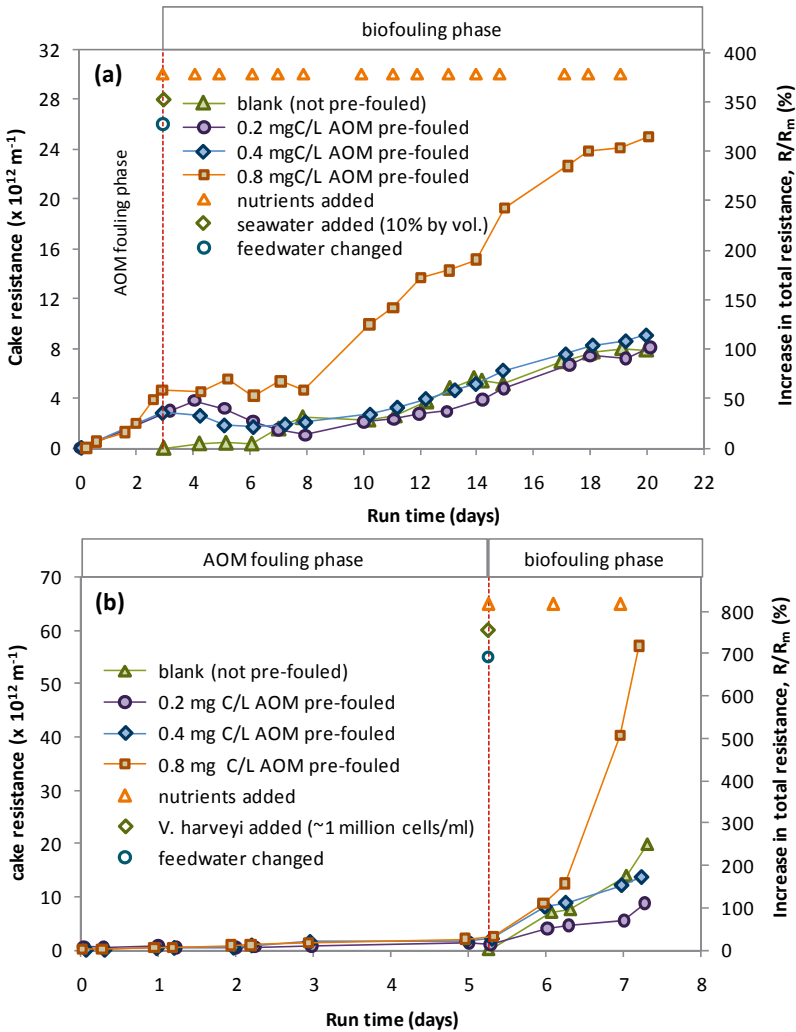 biofouling phase
(a)
AOM fouling phase
blank (not pre-fouled)
0.2 mgC/L AOM pre-fouled
0.4 mgC/L AOM pre-fouled
0.8 mgC/L AOM pre-fouled
nutrients added
seawater added (10% by vol.)
feedwater changed
Cake resistance (x 10¹² m⁻¹)
32
28
24
20
16
12
8
4
0
Increase in total resistance, R/Rₘ (%)
400
350
300
250
200
150
100
50
0
0 2 4 6 8 10 12 14 16 18 20 22
Run time (days)
AOM fouling phase
biofouling phase
(b)
blank (not pre-fouled)
0.2 mg C/L AOM pre-fouled
0.4 mg C/L AOM pre-fouled
0.8 mg C/L AOM pre-fouled
nutrients added
V. harveyi added (~1 million cells/ml)
feedwater changed
cake resistance (x 10¹² m⁻¹)
70
60
50
40
30
20
10
0
Increase in total resistance, R/Rₘ (%)
800
700
600
500
400
300
200
100
0
0 1 2 3 4 5 6 7 8
Run time (days)